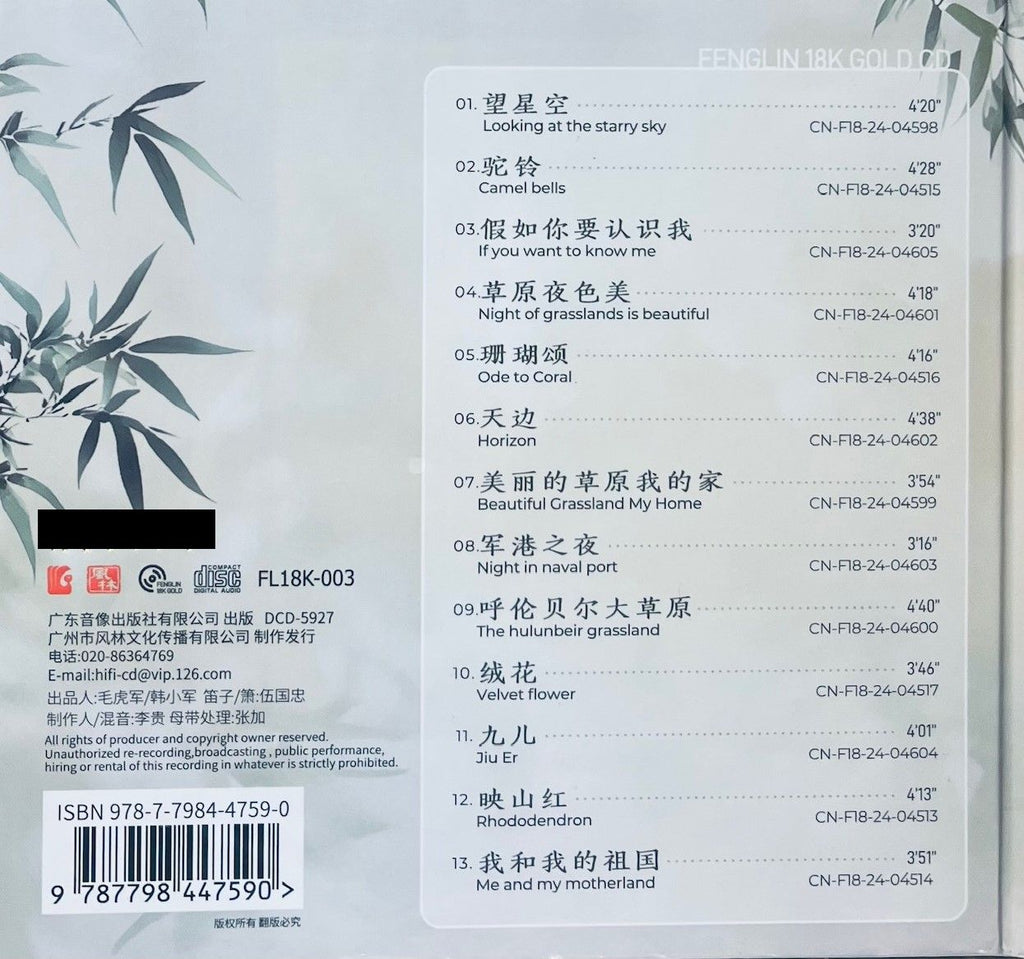 FENGLIN 18K GOLD CD
01. 望星空 4'20"
Looking at the starry sky CN-F18-24-04598
02. 驼铃 4'28"
Camel bells CN-F18-24-04515
03. 假如你要认识我 3'20"
If you want to know me CN-F18-24-04605
04. 草原夜色美 4'18"
Night of grasslands is beautiful CN-F18-24-04601
05. 珊瑚颂 4'16"
Ode to Coral CN-F18-24-04516
06. 天边 4'38"
Horizon CN-F18-24-04602
07. 美丽的草原我的家 3'54"
Beautiful Grassland My Home CN-F18-24-04599
08. 军港之夜 3'16"
Night in naval port CN-F18-24-04603
09. 呼伦贝尔大草原 4'40"
The hulunbeir grassland CN-F18-24-04600
10. 绒花 3'46"
Velvet flower CN-F18-24-04517
11. 九儿 4'01"
Jiu Er CN-F18-24-04604
12. 映山红 4'13"
Rhododendron CN-F18-24-04513
13. 我和我的祖国 3'51"
Me and my motherland CN-F18-24-04514
風林
FENGLIN 18K GOLD
COMPACT disc DIGITAL AUDIO
FL18K-003
广东音像出版社有限公司 出版 DCD-5927
广州市风林文化传播有限公司 制作发行
电话:020-86364769
E-mail:hifi-cd@vip.126.com
出品人:毛虎军/韩小军 笛子/箫:伍国忠
制作人/混音:李贵 母带处理:张加
All rights of producer and copyright owner reserved.
Unauthorized re-recording,broadcasting , public performance,
hiring or rental of this recording in whatever is strictly prohibited.
ISBN 978-7-7984-4759-0
9 787798 447590 >
版权所有 翻版必究